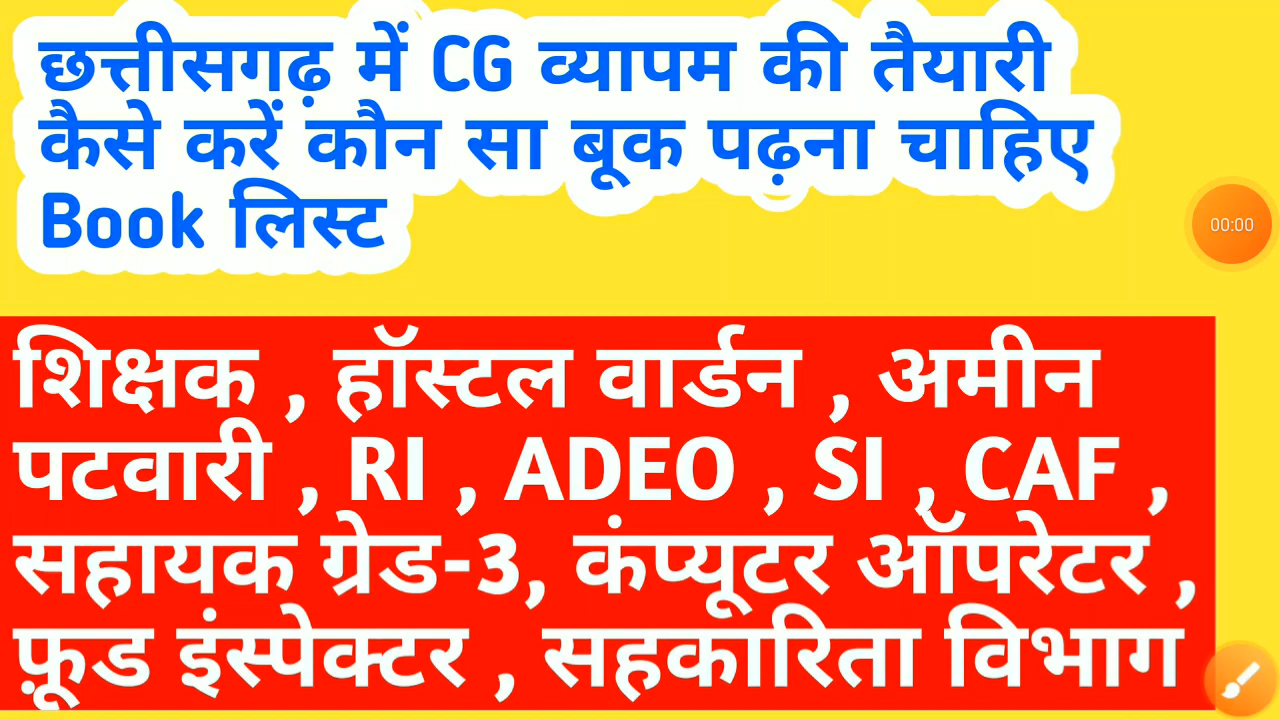 छत्तीसगढ़ में CG व्यापम की तैयारी
कैसे करें कौन सा बूक पढ़ना चाहिए
Book लिस्ट
00:00
शिक्षक , हॉस्टल वार्डन , अमीन
पटवारी , RI , ADEO , SI , CAF ,
सहायक ग्रेड-3, कंप्यूटर ऑपरेटर ,
फ़ूड इंस्पेक्टर , सहकारिता विभाग